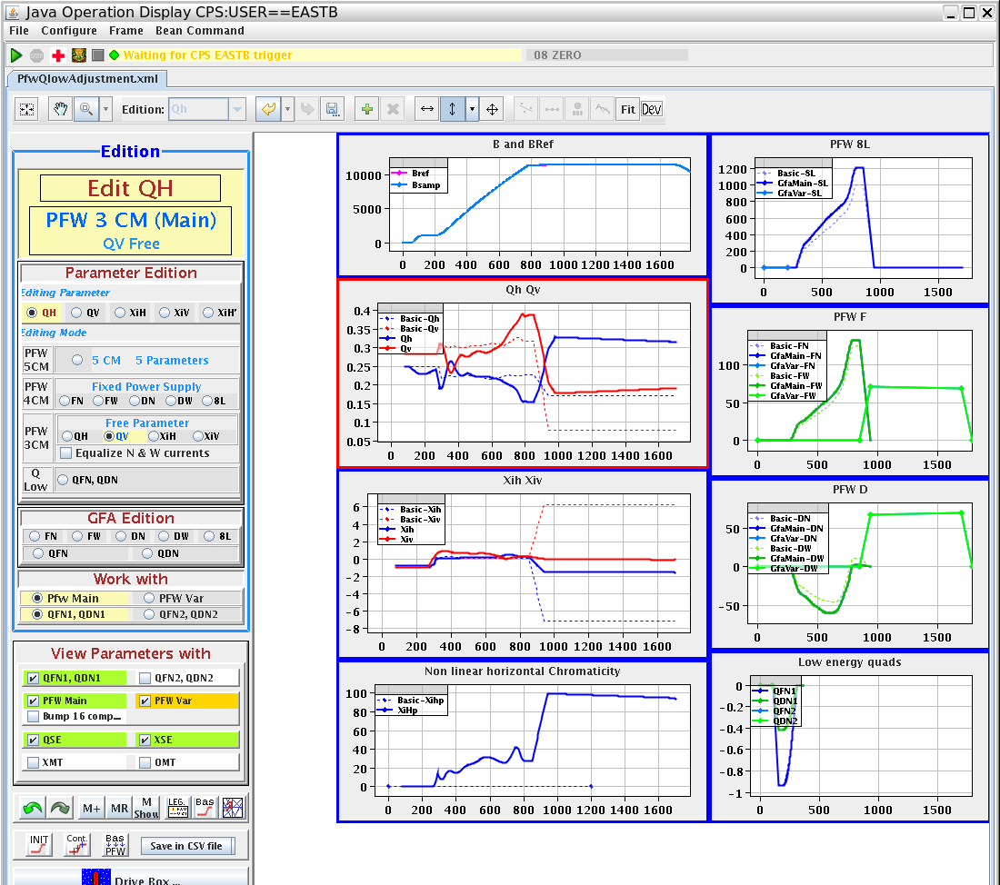 Java Operation Display CPS:USER==EASTB
File Configure Frame Bean Command
Waiting for CPS EASTB trigger 08 ZERO
PfwQlowAdjustment.xml
Edition: Qh Fit Dev
Edition
Edit QH
PFW 3 CM (Main)
QV Free
Parameter Edition
Editing Parameter
QH QV XiH XiV XiH'
Editing Mode
PFW 5CM
5 CM 5 Parameters
PFW 4CM
Fixed Power Supply
FN FW DN DW 8L
PFW 3CM
Free Parameter
QH QV XiH XiV
Equalize N & W currents
Q Low
QFN, QDN
GFA Edition
FN FW DN DW 8L
QFN QDN
Work with
Pfw Main PFW Var
QFN1, QDN1 QFN2, QDN2
View Parameters with
QFN1, QDN1 QFN2, QDN2
PFW Main PFW Var
Bump 16 comp...
QSE XSE
XMT OMT
M+ MR M Show LEG. Bas
INIT Cont. Bas PFW Save in CSV file
Drive Box ...
B and BRef
Bref
Bsamp
10000
5000
0
0 200 400 600 800 1000 1200 1400 1600
Qh Qv
Basic-Qh
Basic-Qv
Qh
Qv
0.4
0.35
0.3
0.25
0.2
0.15
0.1
0.05
0 200 400 600 800 1000 1200 1400 1600
Xih Xiv
Basic-Xih
Basic-Xiv
Xih
Xiv
6
4
2
0
-2
-4
-6
-8
0 200 400 600 800 1000 1200 1400 1600
Non linear horizontal Chromaticity
Basic-Xihp
XiHp
100
80
60
40
20
0
0 200 400 600 800 1000 1200 1400 1600
PFW 8L
Basic-8L
GfaMain-8L
GfaVar-8L
1200
1000
800
600
400
200
0
0 500 1000 1500
PFW F
Basic-FN
GfaMain-FN
GfaVar-FN
Basic-FW
GfaMain-FW
GfaVar-FW
100
50
0
0 500 1000 1500
PFW D
Basic-DN
GfaMain-DN
GfaVar-DN
Basic-DW
GfaMain-DW
GfaVar-DW
50
0
-50
0 500 1000 1500
Low energy quads
QFN1
QDN1
QFN2
QDN2
0
-0.2
-0.4
-0.6
-0.8
-1
0 500 1000 1500